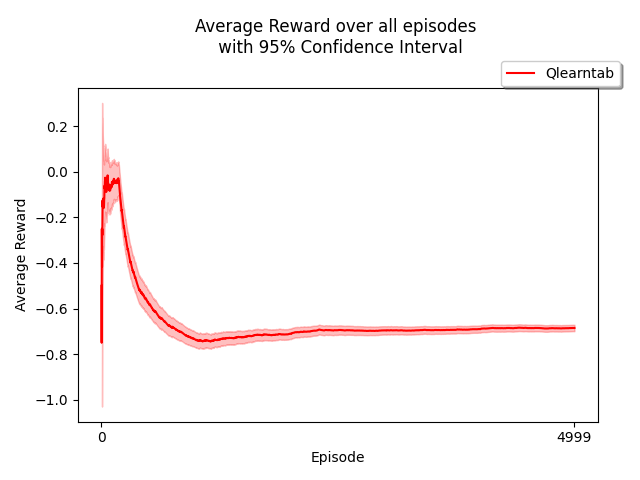 Average Reward over all episodes
with 95% Confidence Interval
Qlearntab
0.2
0.0
−0.2
−0.4
−0.6
−0.8
−1.0
Average Reward
0
4999
Episode